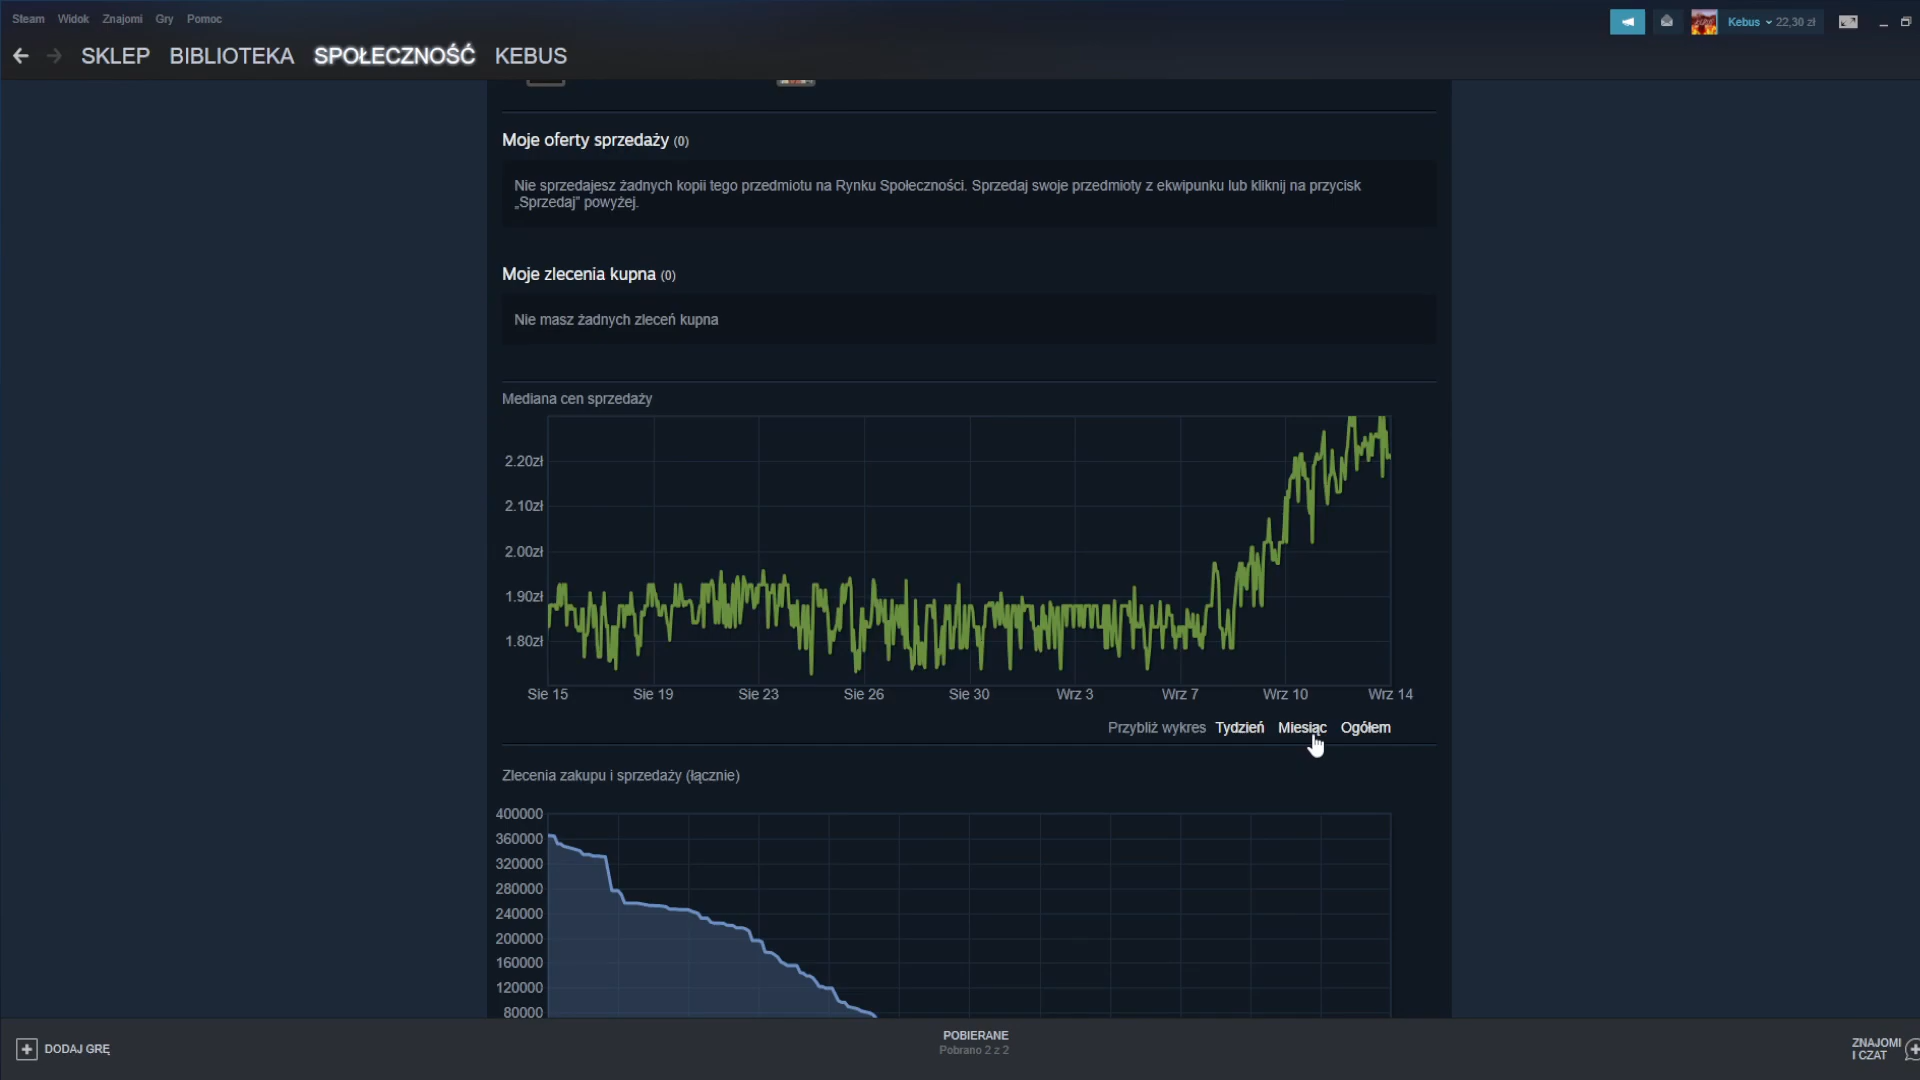 Steam Widok Znajomi Gry Pomoc
Kebus 22,30 zł
SKLEP BIBLIOTEKA SPOŁECZNOŚĆ KEBUS
Moje oferty sprzedaży (0)
Nie sprzedajesz żadnych kopii tego przedmiotu na Rynku Społeczności. Sprzedaj swoje przedmioty z ekwipunku lub kliknij na przycisk
„Sprzedaj” powyżej.
Moje zlecenia kupna (0)
Nie masz żadnych zleceń kupna
Mediana cen sprzedaży
2.20zł
2.10zł
2.00zł
1.90zł
1.80zł
Sie 15 Sie 19 Sie 23 Sie 26 Sie 30 Wrz 3 Wrz 7 Wrz 10 Wrz 14
Przybliż wykres Tydzień Miesiąc Ogółem
Zlecenia zakupu i sprzedaży (łącznie)
400000
360000
320000
280000
240000
200000
160000
120000
80000
DODAJ GRĘ
POBIERANE
Pobrano 2 z 2
ZNAJOMI
I CZAT